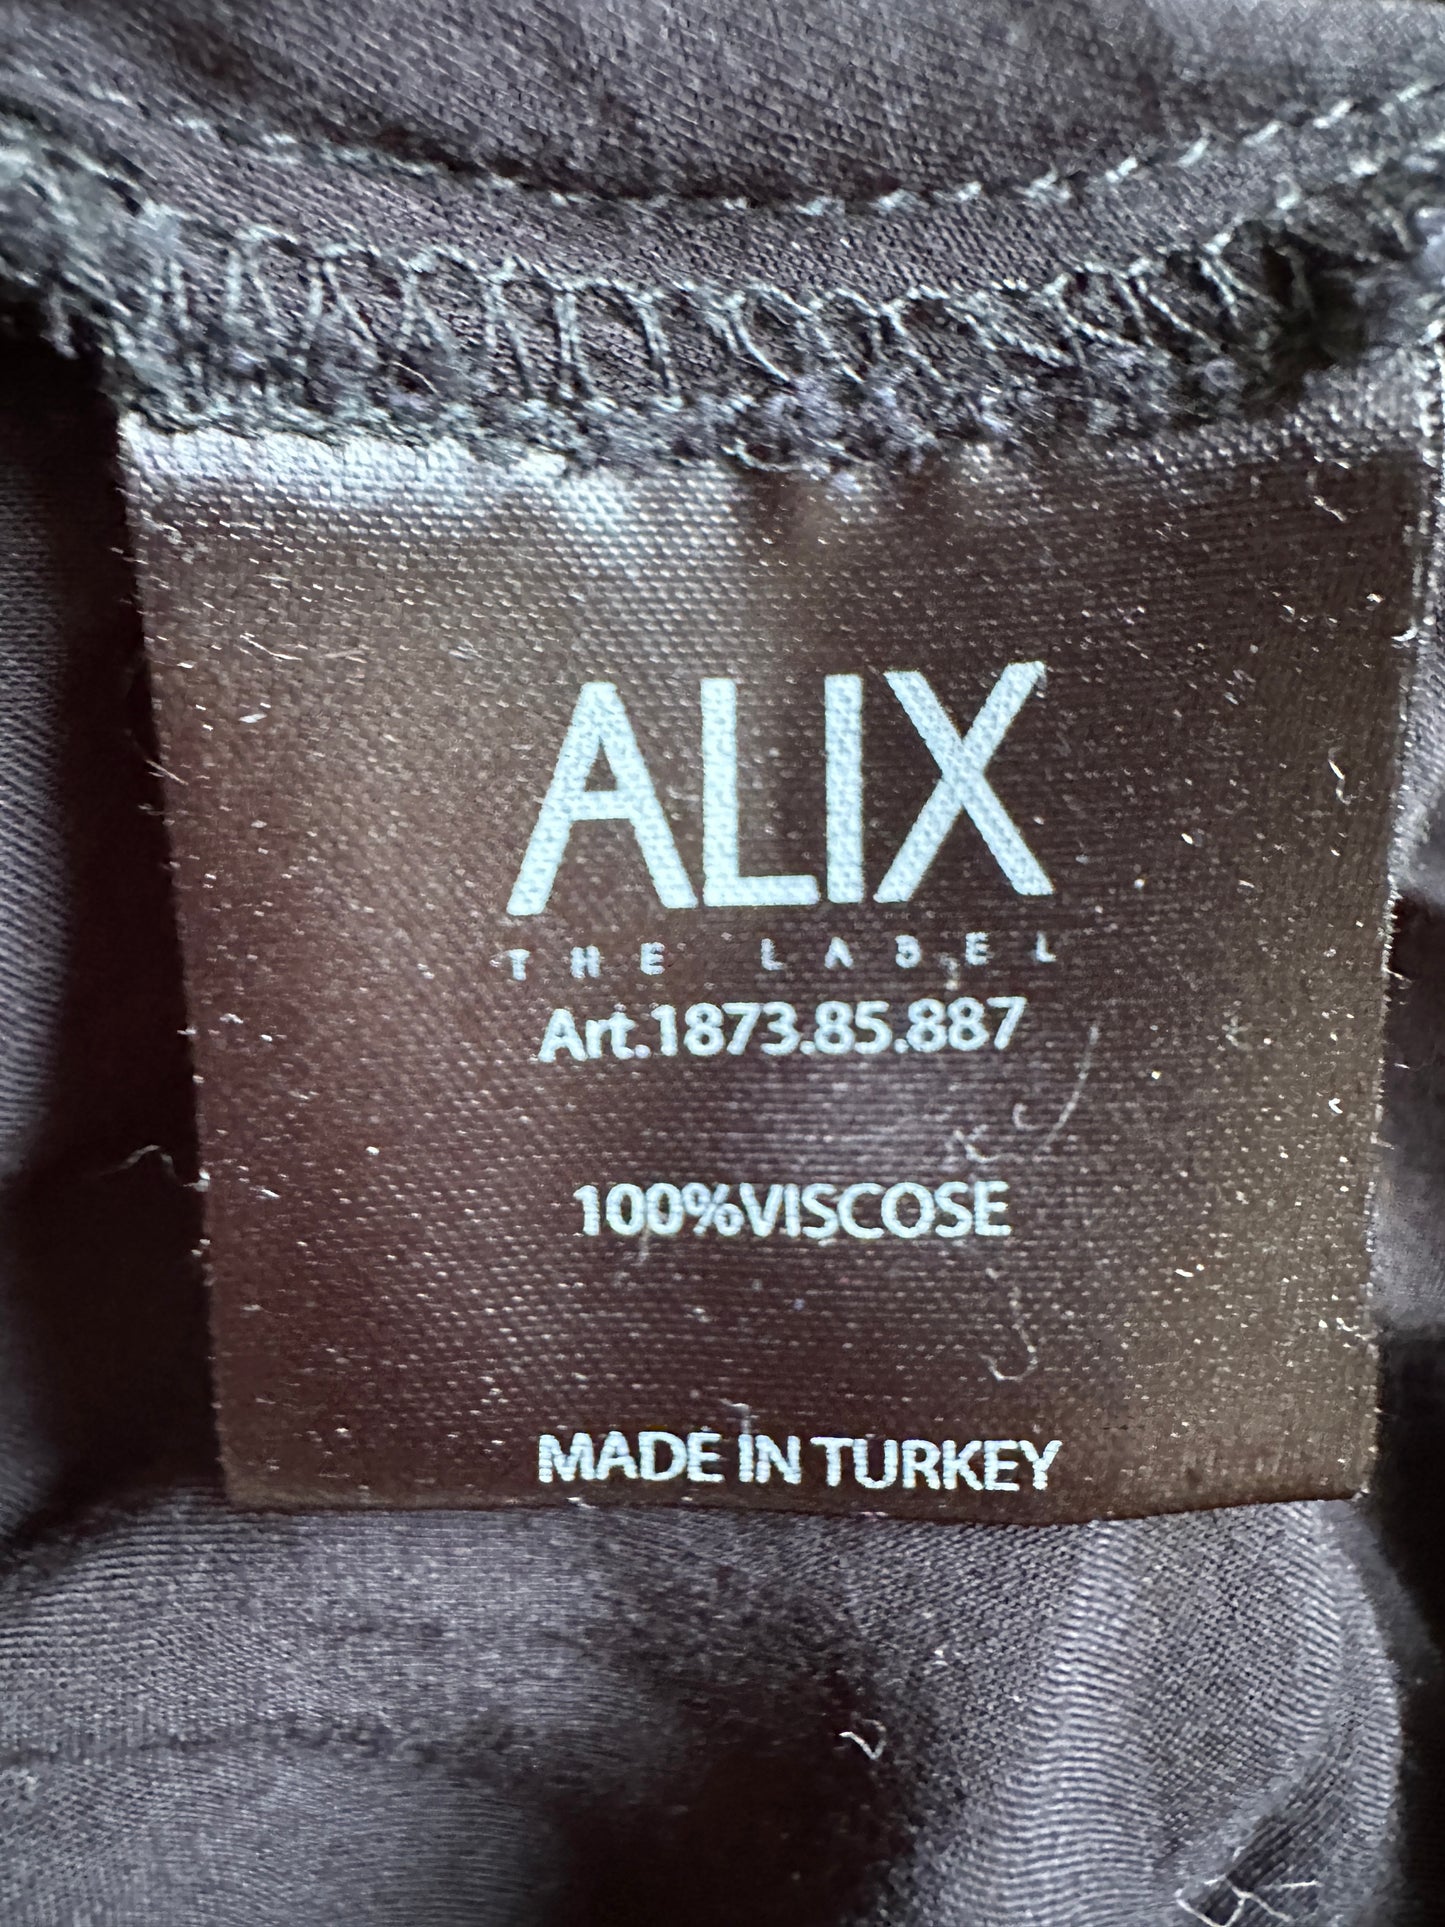 ALIX
THE LABEL
Art.1873.85.887
100%VISCOSE
MADE IN TURKEY